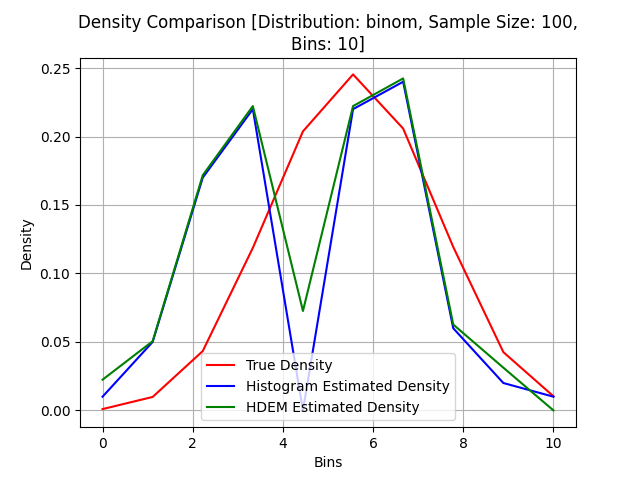 Density Comparison [Distribution: binom, Sample Size: 100,
Bins: 10]
0.25
0.20
0.15
0.10
0.05
0.00
Density
True Density
Histogram Estimated Density
HDEM Estimated Density
0 2 4 6 8 10
Bins